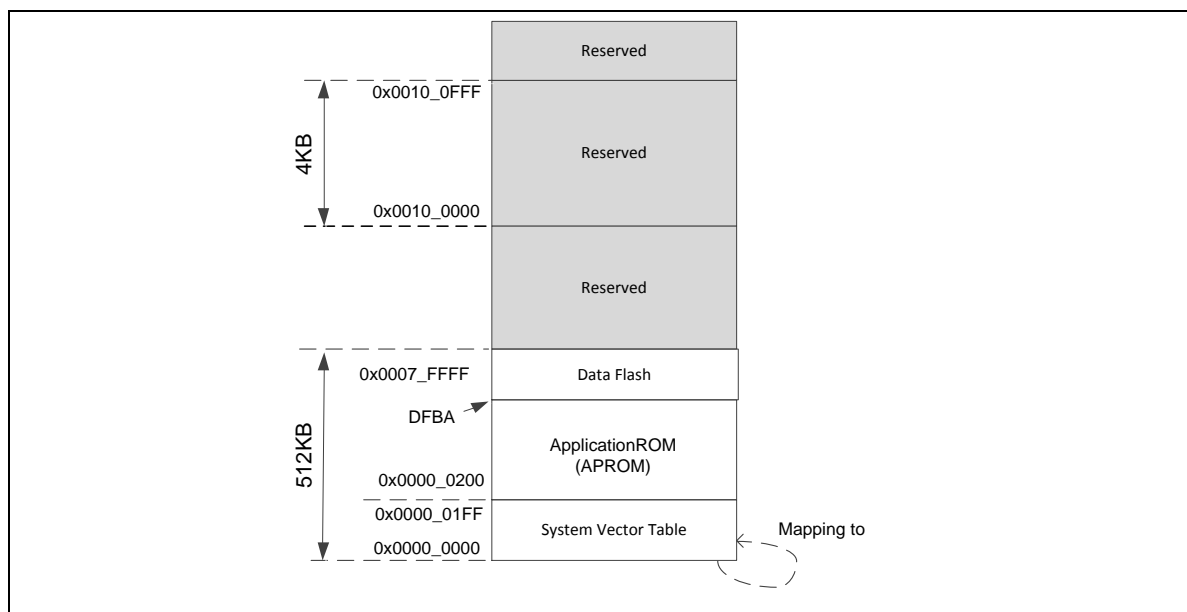 Reserved
0x0010_0FFF
4KB
Reserved
0x0010_0000
Reserved
0x0007_FFFF
Data Flash
DFBA
512KB
ApplicationROM
(APROM)
0x0000_0200
0x0000_01FF
System Vector Table
Mapping to
0x0000_0000